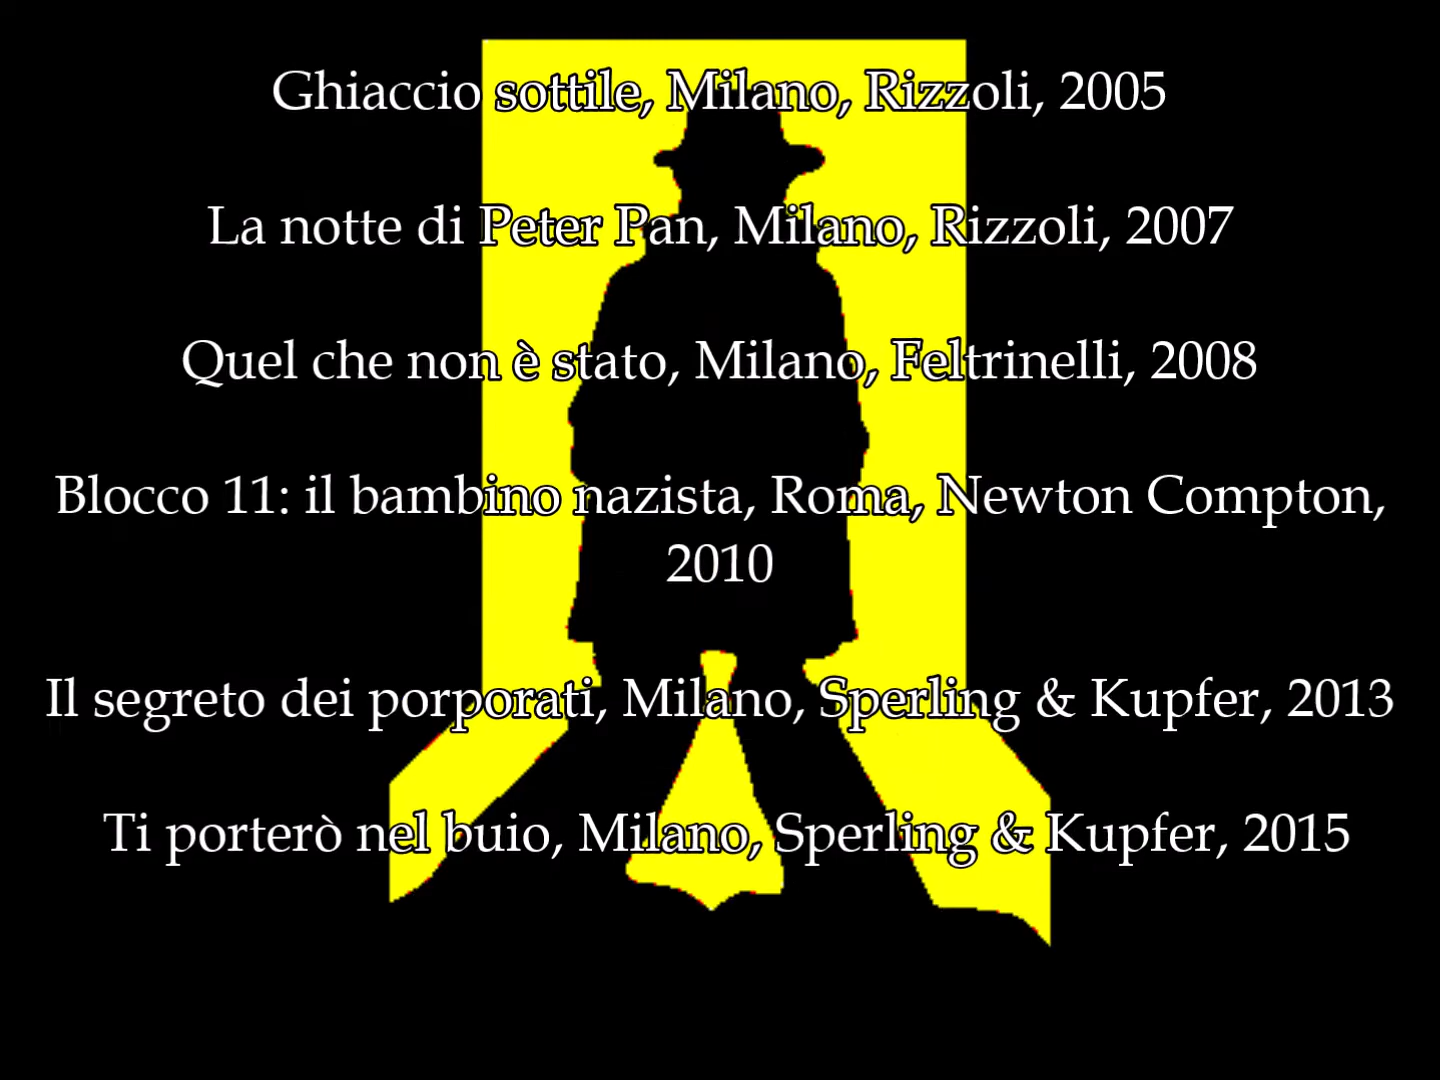 Ghiaccio sottile, Milano, Rizzoli, 2005
La notte di Peter Pan, Milano, Rizzoli, 2007
Quel che non è stato, Milano, Feltrinelli, 2008
Blocco 11: il bambino nazista, Roma, Newton Compton,
2010
Il segreto dei porporati, Milano, Sperling & Kupfer, 2013
Ti porterò nel buio, Milano, Sperling & Kupfer, 2015